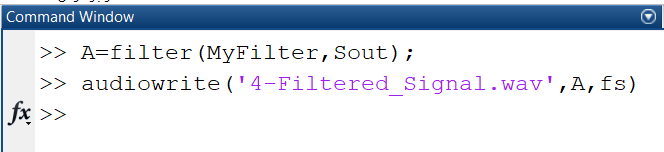 Command Window
>> A=filter(MyFilter,Sout);
>> audiowrite('4-Filtered_Signal.wav',A,fs)
fx >>